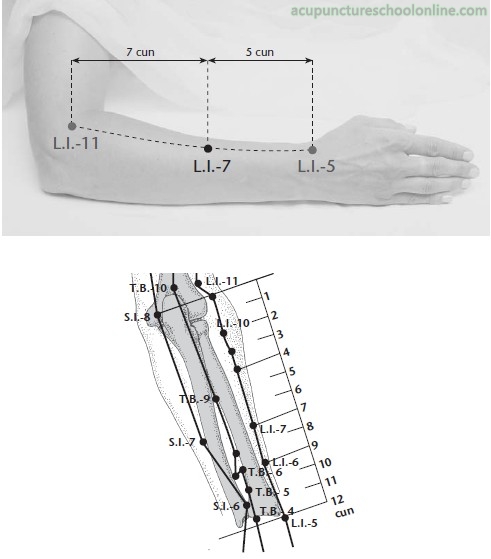 acupunctureschoolonline.com
7 cun
5 cun
L.I.-11
L.I.-7
L.I.-5
L.I.-11
T.B.-10
1
S.I.-8
2
L.I.-10
3
4
5
6
T.B.-9
7
L.I.-7
8
S.I.-7
9
L.I.-6
10
T.B.-6
11
T.B.-5
12
S.I.-6
T.B.-4
cun
L.I.-5